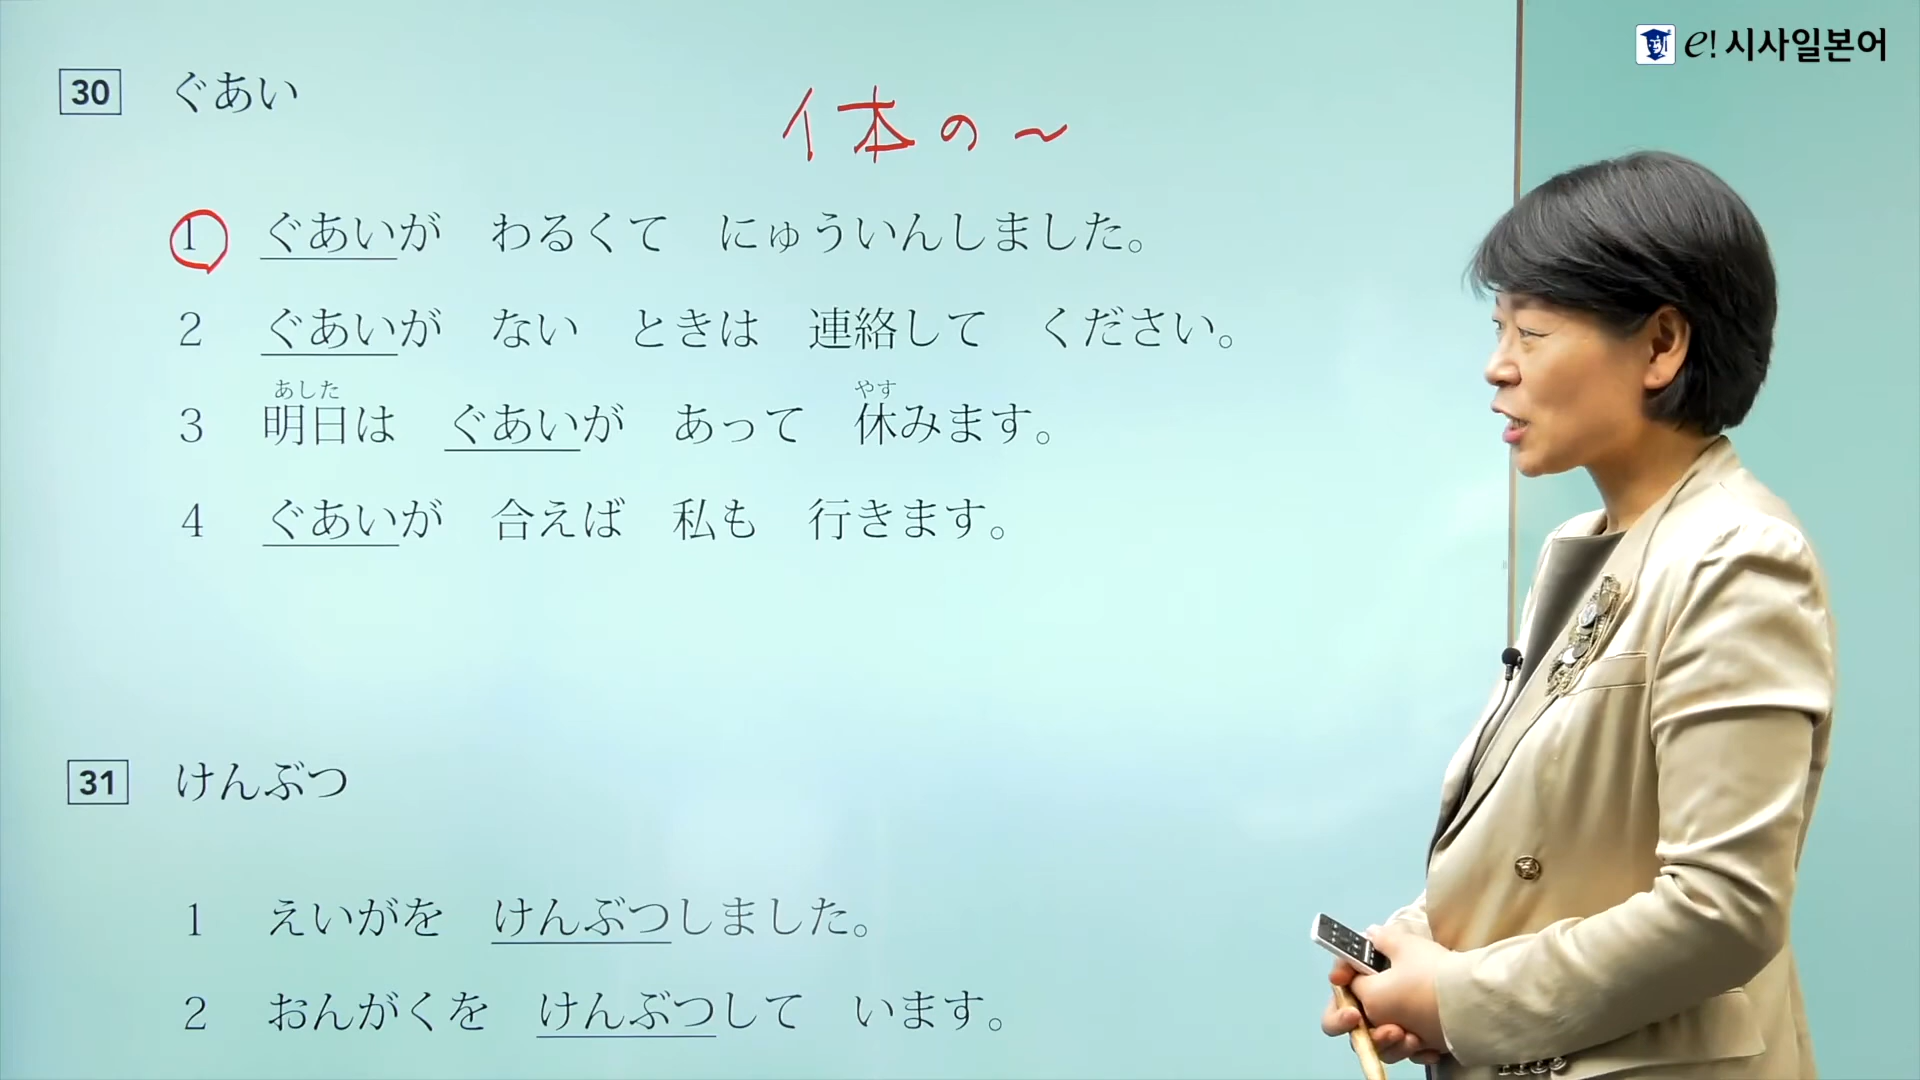 e! 시사일본어
30 ぐあい
体の〜
1 ぐあいが わるくて にゅういんしました。
2 ぐあいが ない ときは 連絡して ください。
あした やす
3 明日は ぐあいが あって 休みます。
4 ぐあいが 合えば 私も 行きます。
31 けんぶつ
1 えいがを けんぶつしました。
2 おんがくを けんぶつして います。